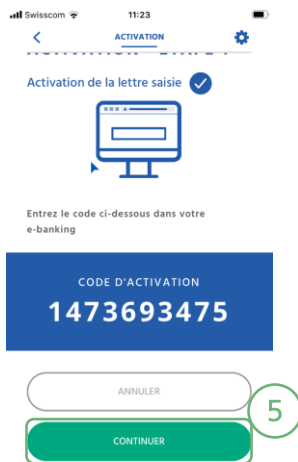 Swisscom 11:23
ACTIVATION
Activation de la lettre saisie
Entrez le code ci-dessous dans votre
e-banking
CODE D'ACTIVATION
1473693475
ANNULER
5
CONTINUER